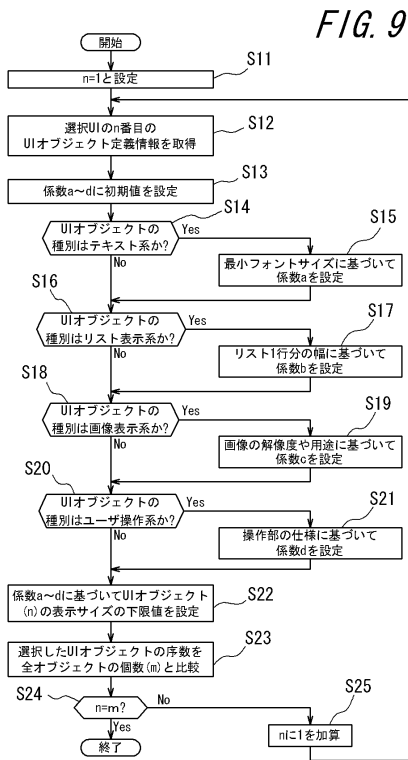 FIG. 9
開始
S11
n=1と設定
S12
選択UIのn番目の
UIオブジェクト定義情報を取得
S13
係数a~dに初期値を設定
S14
UIオブジェクトの
種別はテキスト系か?
Yes
No
S15
最小フォントサイズに基づいて
係数aを設定
S16
UIオブジェクトの
種別はリスト表示系か?
Yes
No
S17
リスト1行分の幅に基づいて
係数bを設定
S18
UIオブジェクトの
種別は画像表示系か?
Yes
No
S19
画像の解像度や用途に基づいて
係数cを設定
S20
UIオブジェクトの
種別はユーザ操作系か?
Yes
No
S21
操作部の仕様に基づいて
係数dを設定
S22
係数a~dに基づいてUIオブジェクト
(n)の表示サイズの下限値を設定
S23
選択したUIオブジェクトの序数を
全オブジェクトの個数(m)と比較
S24
n=m?
No
Yes
S25
nに1を加算
終了